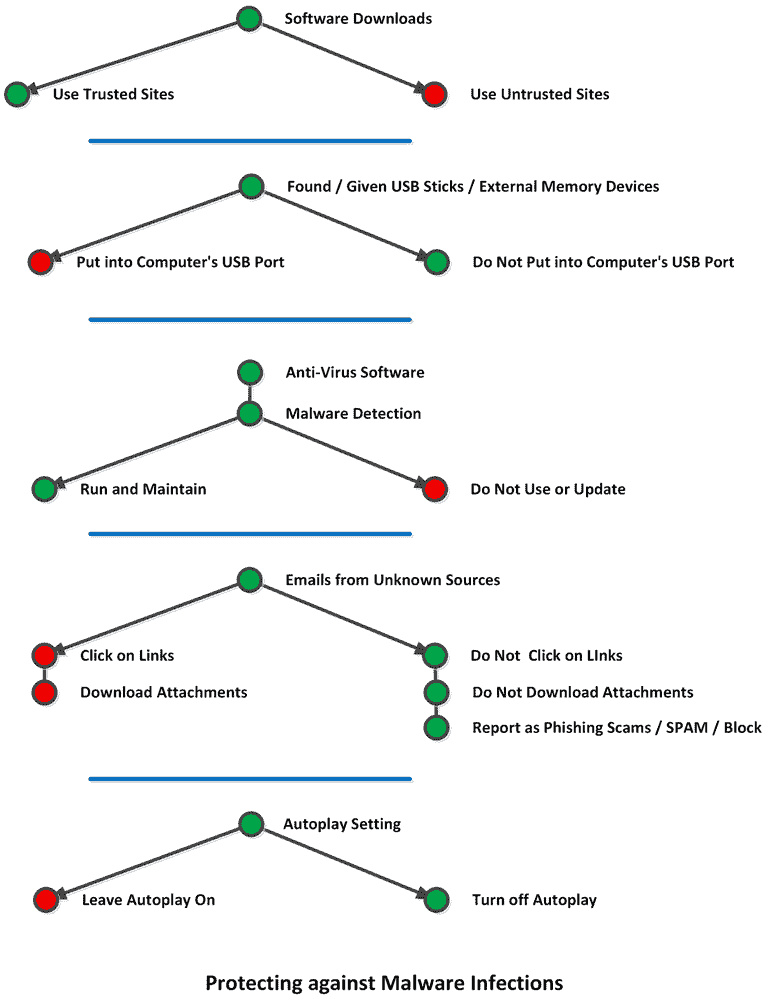 Software Downloads
Use Trusted Sites
Use Untrusted Sites
Found / Given USB Sticks / External Memory Devices
Put into Computer's USB Port
Do Not Put into Computer's USB Port
Anti-Virus Software
Malware Detection
Run and Maintain
Do Not Use or Update
Emails from Unknown Sources
Click on Links
Do Not  Click on LInks
Download Attachments
Do Not Download Attachments
Report as Phishing Scams / SPAM / Block
Autoplay Setting
Leave Autoplay On
Turn off Autoplay
Protecting against Malware Infections